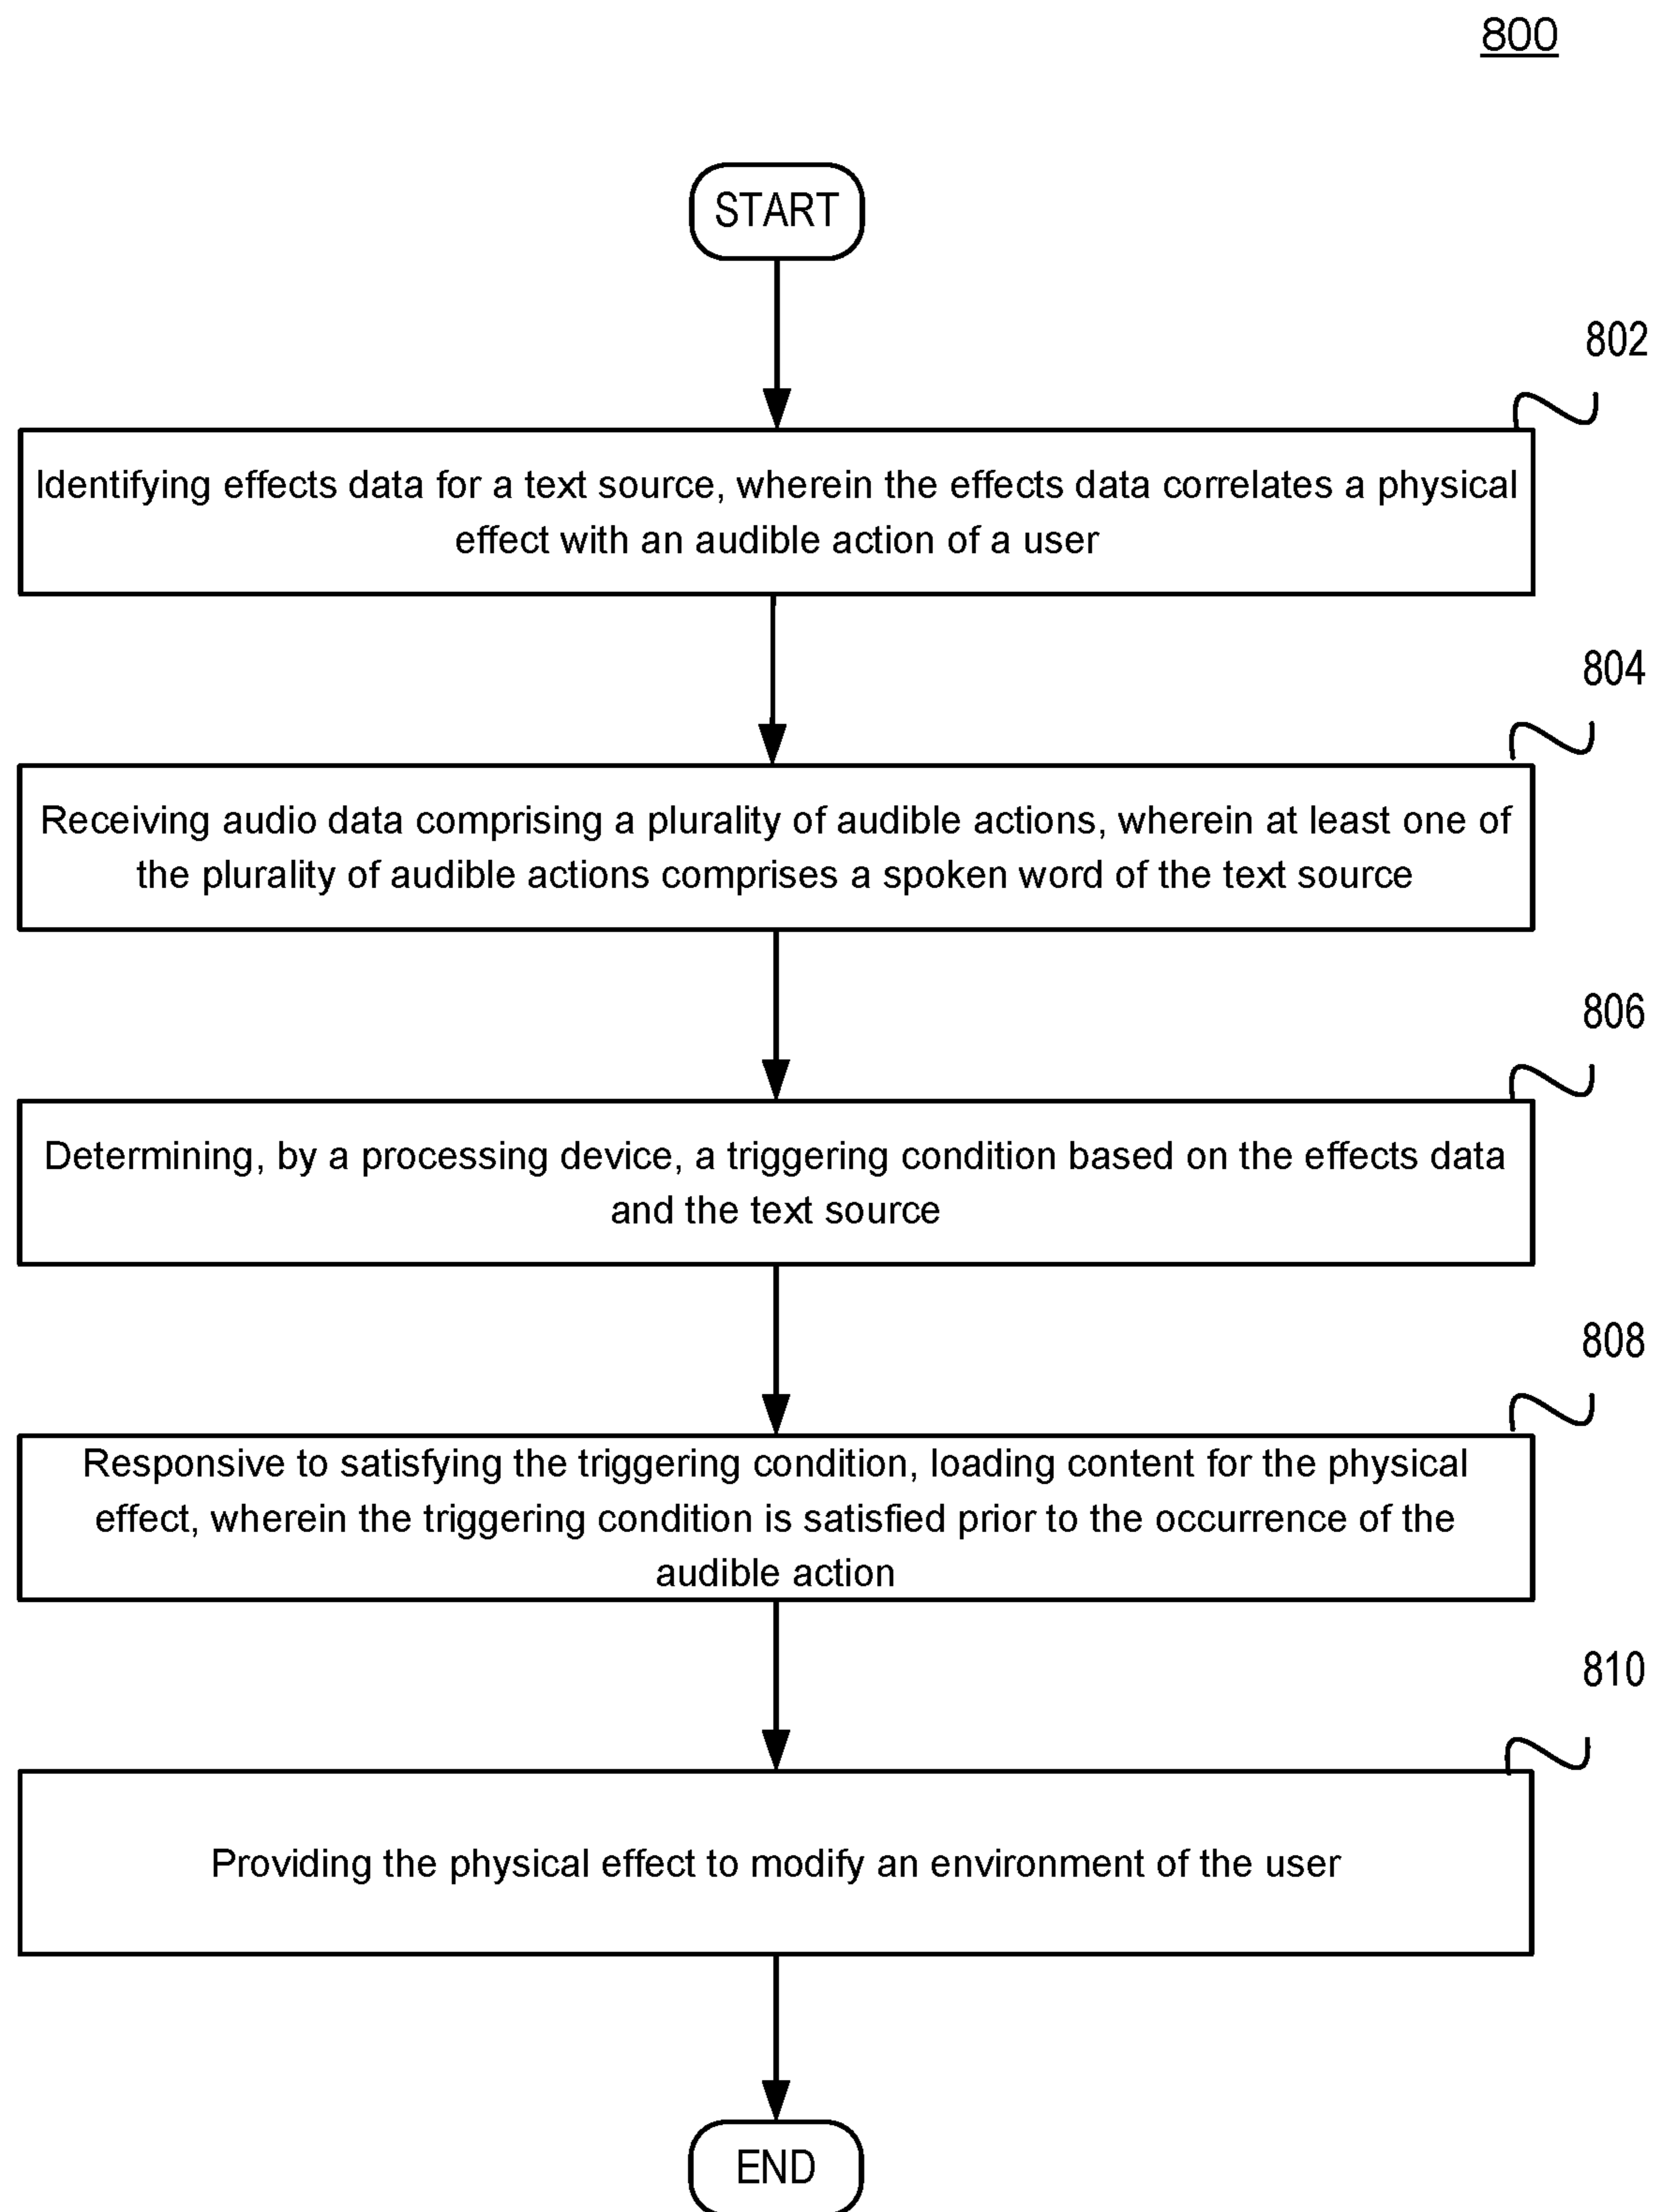 800
START
802
Identifying effects data for a text source, wherein the effects data correlates a physical
effect with an audible action of a user
804
Receiving audio data comprising a plurality of audible actions, wherein at least one of
the plurality of audible actions comprises a spoken word of the text source
806
Determining, by a processing device, a triggering condition based on the effects data
and the text source
808
Responsive to satisfying the triggering condition, loading content for the physical
effect, wherein the triggering condition is satisfied prior to the occurrence of the
audible action
810
Providing the physical effect to modify an environment of the user
END